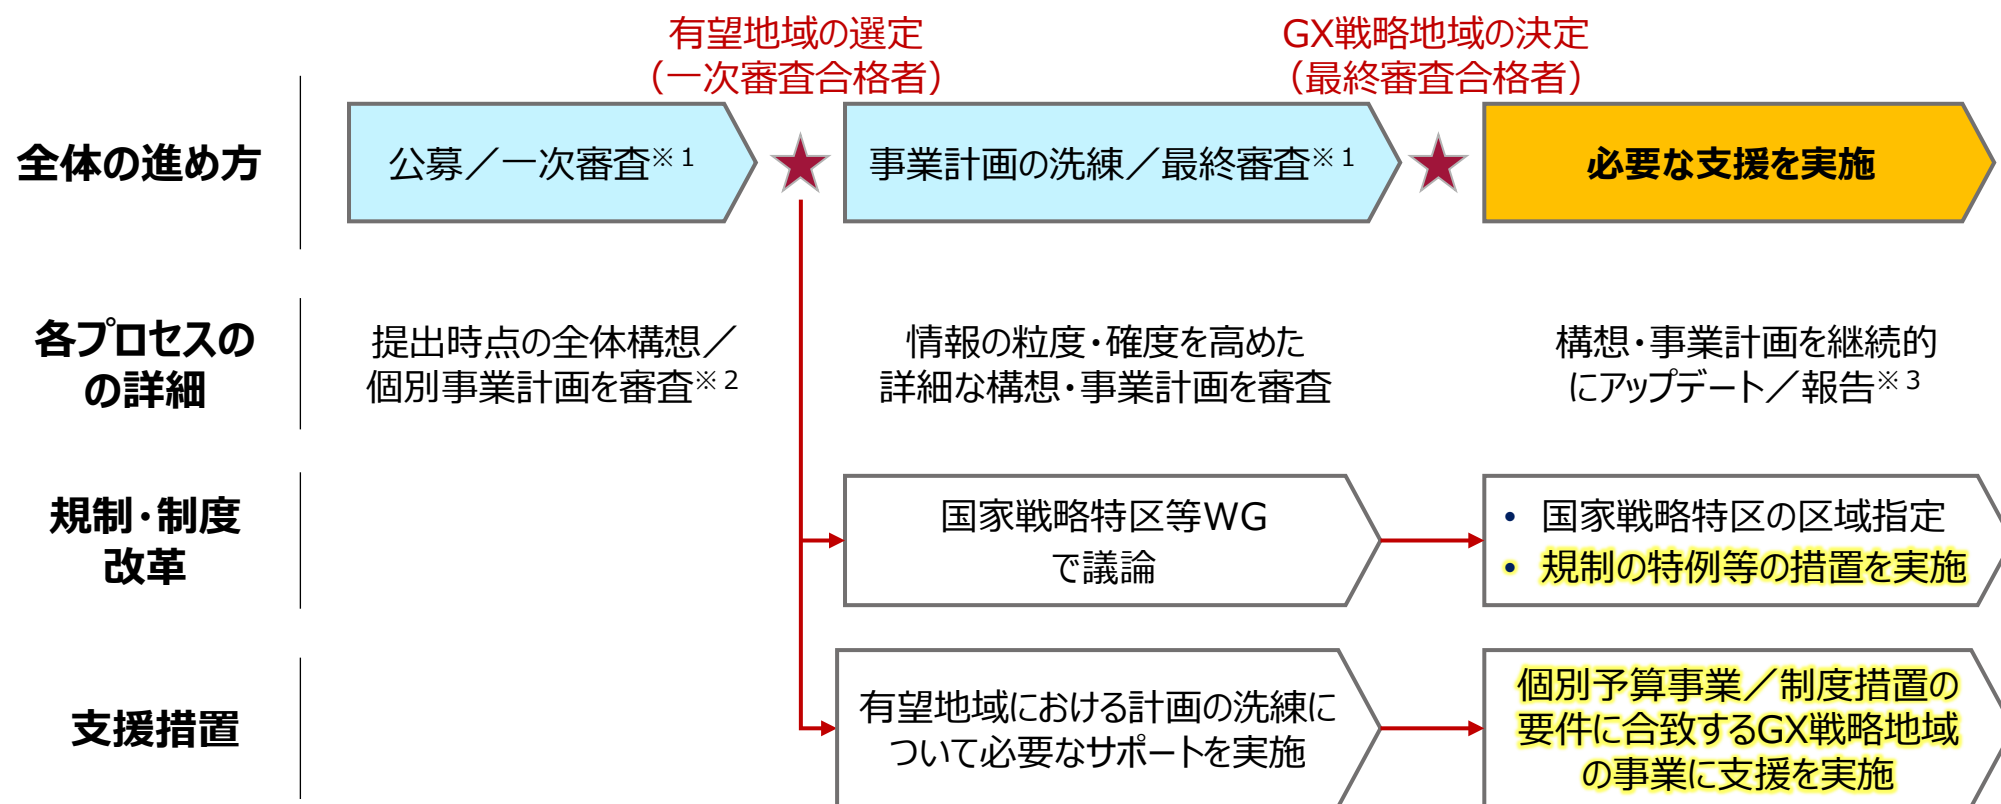 有望地域の選定
（一次審査合格者）
GX戦略地域の決定
（最終審査合格者）
全体の進め方
公募／一次審査※1
事業計画の洗練／最終審査※1
必要な支援を実施
各プロセスの
の詳細
提出時点の全体構想／
個別事業計画を審査※2
情報の粒度・確度を高めた
詳細な構想・事業計画を審査
構想・事業計画を継続的
にアップデート／報告※3
規制・制度
改革
国家戦略特区等WG
で議論
• 国家戦略特区の区域指定
• 規制の特例等の措置を実施
支援措置
有望地域における計画の洗練に
ついて必要なサポートを実施
個別予算事業／制度措置の
要件に合致するGX戦略地域
の事業に支援を実施